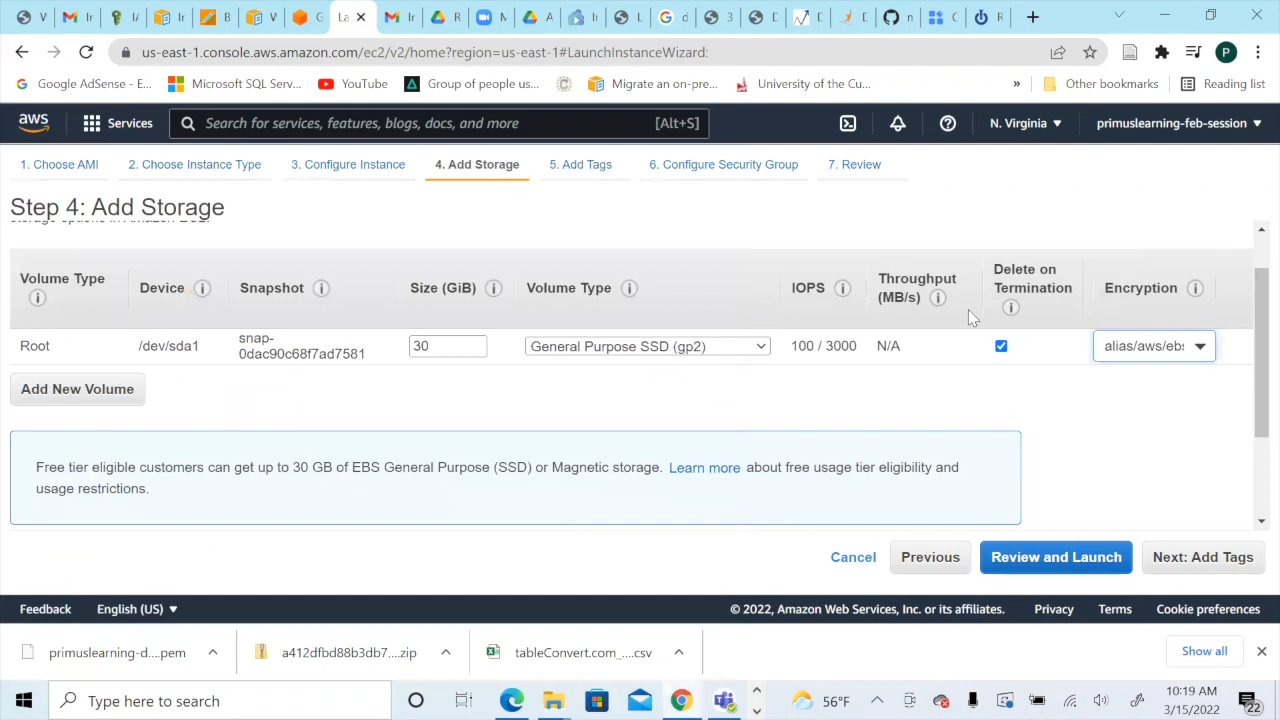 us-east-1.console.aws.amazon.com/ec2/v2/home?region=us-east-1#LaunchInstanceWizard:
Google AdSense - E...
Microsoft SQL Serv...
YouTube
Group of people us...
Migrate an on-pre...
University of the Cu...
»
Other bookmarks
Reading list
aws
Services
Search for services, features, blogs, docs, and more
[Alt+S]
N. Virginia
primuslearning-feb-session
1. Choose AMI
2. Choose Instance Type
3. Configure Instance
4. Add Storage
5. Add Tags
6. Configure Security Group
7. Review
Step 4: Add Storage
Volume Type
Device
Snapshot
Size (GiB)
Volume Type
IOPS
Throughput
(MB/s)
Delete on
Termination
Encryption
Root
/dev/sda1
snap-
0dac90c68f7ad7581
30
General Purpose SSD (gp2)
100 / 3000
N/A
alias/aws/ebs
Add New Volume
Free tier eligible customers can get up to 30 GB of EBS General Purpose (SSD) or Magnetic storage. Learn more about free usage tier eligibility and
usage restrictions.
Cancel
Previous
Review and Launch
Next: Add Tags
Feedback
English (US)
© 2022, Amazon Web Services, Inc. or its affiliates.
Privacy
Terms
Cookie preferences
primuslearning-d....pem
a412dfbd88b3db7....zip
tableConvert.com_....csv
Show all
Type here to search
56°F
10:19 AM
3/15/2022
22